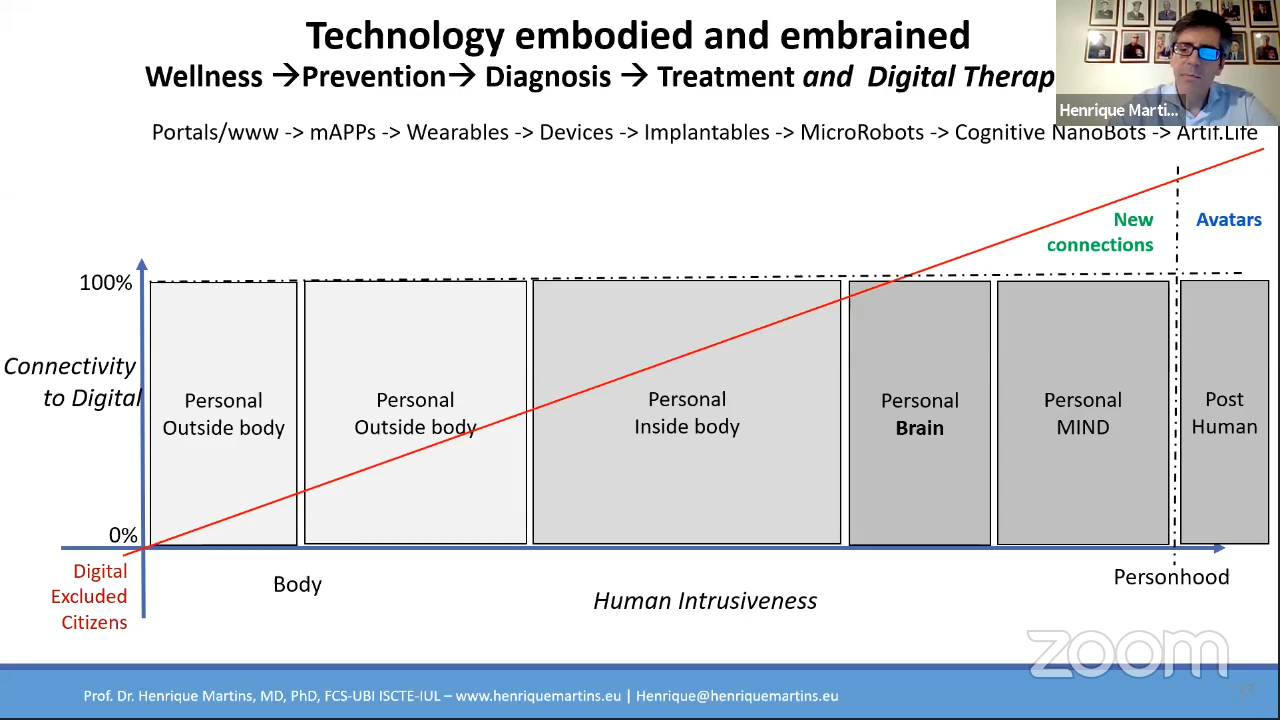 Technology embodied and embrained
Wellness →Prevention→ Diagnosis → Treatment and Digital Therap
Henrique Marti...
Portals/www -> mAPPs -> Wearables -> Devices -> Implantables -> MicroRobots -> Cognitive NanoBots -> Artif.Life
New
connections
Avatars
100%
Connectivity
to Digital
Personal
Outside body
Personal
Outside body
Personal
Inside body
Personal
Brain
Personal
MIND
Post
Human
0%
Digital
Excluded
Citizens
Body
Human Intrusiveness
Personhood
zoom
Prof. Dr. Henrique Martins, MD, PhD, FCS-UBI ISCTE-IUL – www.henriquemartins.eu | Henrique@henriquemartins.eu